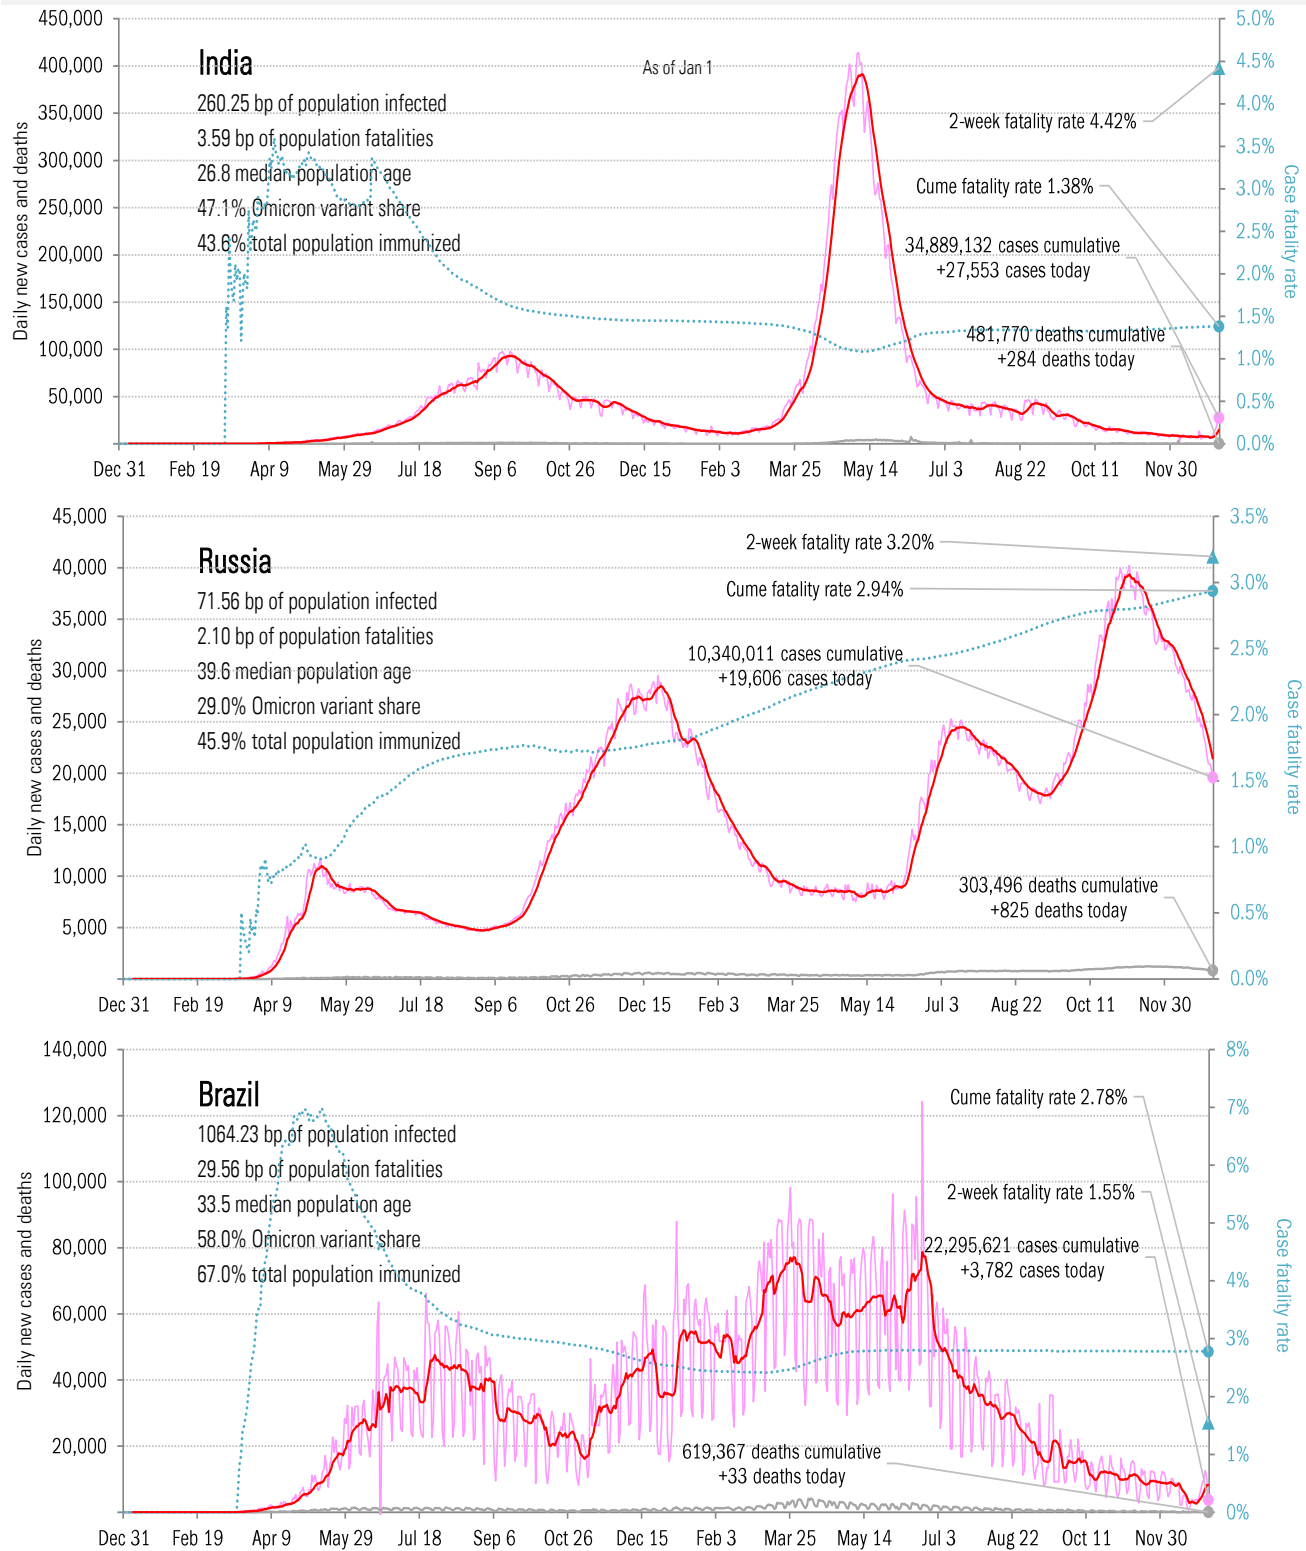 450,000
400,000
350,000
300,000
250,000
200,000
150,000
100,000
50,000
Daily new cases and deaths
India
260.25 bp of population infected
3.59 bp of population fatalities
26.8 median population age
47.1% Omicron variant share
43.6% total population immunized
As of Jan 1
2-week fatality rate 4.42%
Cume fatality rate 1.38%
34,889,132 cases cumulative
+27,553 cases today
481,770 deaths cumulative
+284 deaths today
5.0%
4.5%
4.0%
3.5%
3.0%
2.5%
2.0%
1.5%
1.0%
0.5%
0.0%
Case fatality rate
Dec 31 Feb 19 Apr 9 May 29 Jul 18 Sep 6 Oct 26 Dec 15 Feb 3 Mar 25 May 14 Jul 3 Aug 22 Oct 11 Nov 30
45,000
40,000
35,000
30,000
25,000
20,000
15,000
10,000
5,000
Daily new cases and deaths
Russia
71.56 bp of population infected
2.10 bp of population fatalities
39.6 median population age
29.0% Omicron variant share
45.9% total population immunized
2-week fatality rate 3.20%
Cume fatality rate 2.94%
10,340,011 cases cumulative
+19,606 cases today
303,496 deaths cumulative
+825 deaths today
3.5%
3.0%
2.5%
2.0%
1.5%
1.0%
0.5%
0.0%
Case fatality rate
Dec 31 Feb 19 Apr 9 May 29 Jul 18 Sep 6 Oct 26 Dec 15 Feb 3 Mar 25 May 14 Jul 3 Aug 22 Oct 11 Nov 30
140,000
120,000
100,000
80,000
60,000
40,000
20,000
Daily new cases and deaths
Brazil
1064.23 bp of population infected
29.56 bp of population fatalities
33.5 median population age
58.0% Omicron variant share
67.0% total population immunized
Cume fatality rate 2.78%
2-week fatality rate 1.55%
22,295,621 cases cumulative
+3,782 cases today
619,367 deaths cumulative
+33 deaths today
8%
7%
6%
5%
4%
3%
2%
1%
0%
Case fatality rate
Dec 31 Feb 19 Apr 9 May 29 Jul 18 Sep 6 Oct 26 Dec 15 Feb 3 Mar 25 May 14 Jul 3 Aug 22 Oct 11 Nov 30